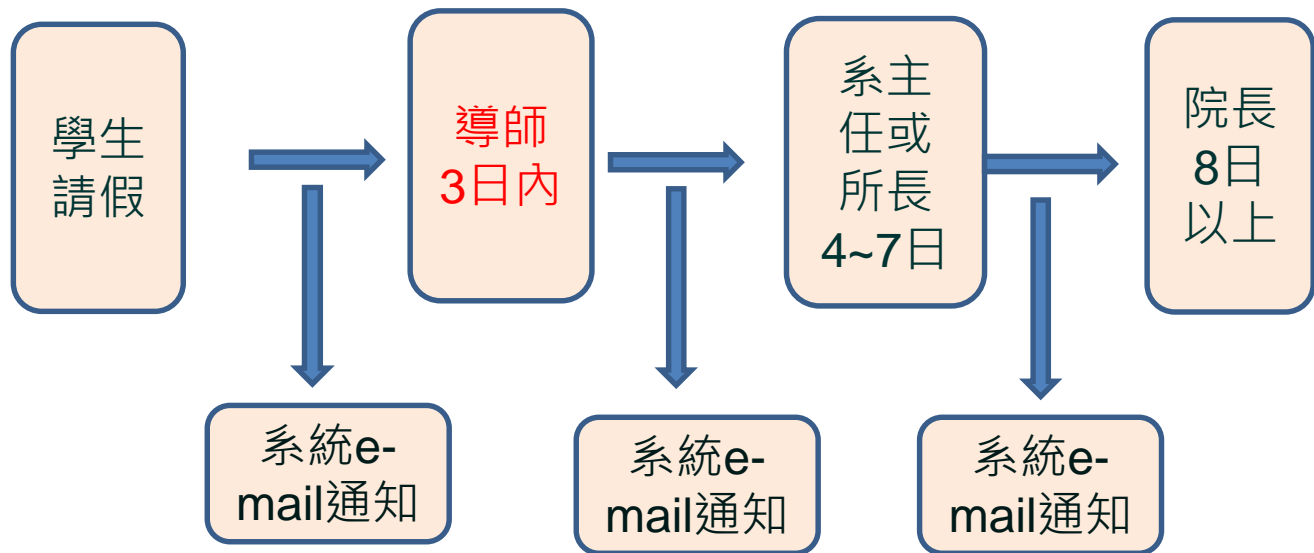 學生
請假
導師
3日內
系主
任或
所長
4~7日
院長
8日
以上
系統e-
mail通知
系統e-
mail通知
系統e-
mail通知